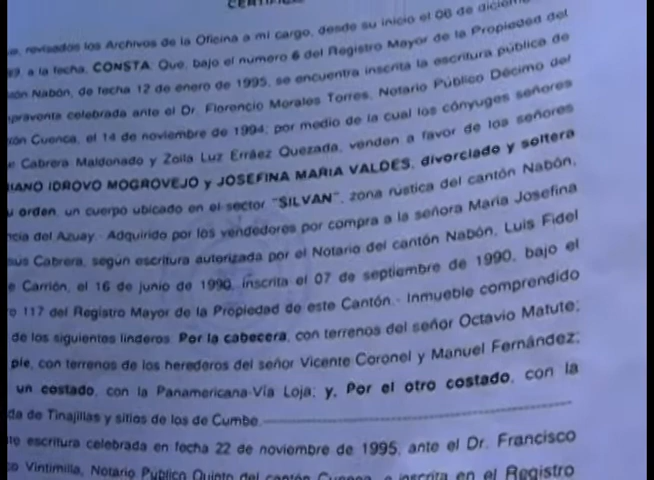 revisados los Archivos de la Oficina a mi cargo, desde su inicio el 06 de
a la fecha, CONSTA: Que, bajo el número 6 del Registro Mayor de la Propiedad del
Nabón, de fecha 12 de enero de 1995, se encuentra inscrita la escritura pública de
celebrada ante el Dr. Florencio Morales Torres, Notario Público Décimo del
Cuenca, el 14 de noviembre de 1994; por medio de la cual los cónyuges señores
Cabrera Maldonado y Zoila Luz Erráez Quezada, venden a favor de los señores
IDROVO MOGROVEJO y JOSEFINA MARIA VALDES, divorciado y soltera
orden, un cuerpo ubicado en el sector "SILVAN", zona rústica del cantón Nabón,
del Azuay.- Adquirido por los vendedores por compra a la señora María Josefina
Cabrera, según escritura autorizada por el Notario del cantón Nabón, Luis Fidel
Carrión, el 16 de junio de 1990, inscrita el 07 de septiembre de 1990, bajo el
117 del Registro Mayor de la Propiedad de este Cantón.- Inmueble comprendido
de los siguientes linderos: Por la cabecera, con terrenos del señor Octavio Matute;
pie, con terrenos de los herederos del señor Vicente Coronel y Manuel Fernández;
un costado, con la Panamericana-Vía Loja; y, Por el otro costado, con la
da de Tinajillas y sitios de los de Cumbe.
escritura celebrada en fecha 22 de noviembre de 1995, ante el Dr. Francisco
Vintimilla, Notario Público Quinto del cantón Cuenca, e inscrita en el Registro